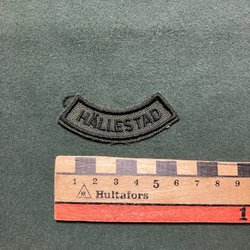 HÄLLESTAD
1 2 3 4 5 6 7 8 9
Hultafors
1